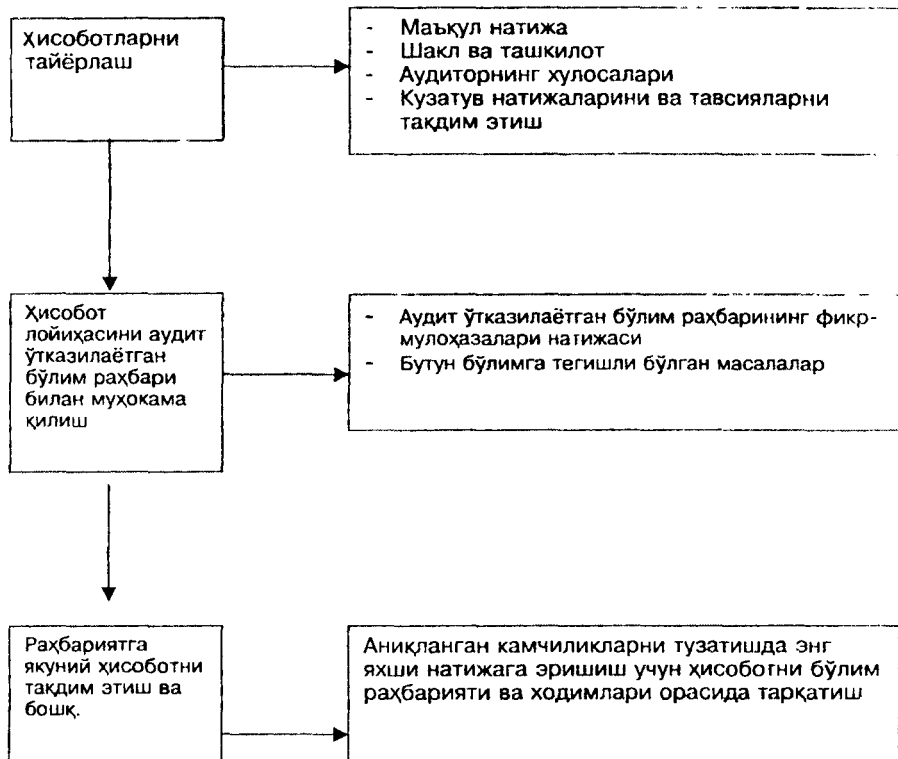 Ҳисоботларни
тайёрлаш
- Маъқул натижа
- Шакл ва ташкилот
- Аудиторнинг хулосалари
- Кузатув натижаларини ва тавсияларни
тақдим этиш
Ҳисобот
лойиҳасини аудит
ўтказилаётган
бўлим раҳбари
билан муҳокама
қилиш
- Аудит ўтказилаётган бўлим раҳбарининг фикр-
мулоҳазалари натижаси
- Бутун бўлимга тегишли бўлган масалалар
Раҳбариятга
якуний ҳисоботни
тақдим этиш ва
бошқ.
Аниқланган камчиликларни тузатишда энг
яхши натижага эришиш учун ҳисоботни бўлим
раҳбарияти ва ходимлари орасида тарқатиш